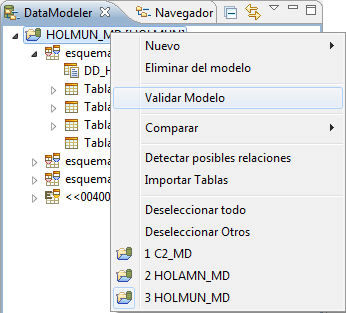 DataModeler
Navegador
HOLMUN_MD [HOLMUN]
esquema
DD_H
Tabla
Tabla
Tabla
Tabla
esquema
esquema
<<00400
Nuevo
Eliminar del modelo
Validar Modelo
Comparar
Detectar posibles relaciones
Importar Tablas
Deseleccionar todo
Deseleccionar Otros
1 C2_MD
2 HOLAMN_MD
3 HOLMUN_MD